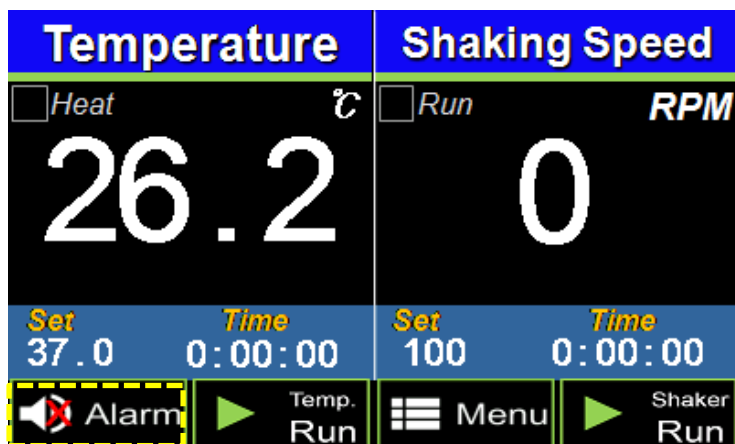 Temperature
Shaking Speed
Heat
℃
Run
RPM
26.2
0
Set
Time
Set
Time
37.0
0:00:00
100
0:00:00
Alarm
Temp.
Run
Menu
Shaker
Run